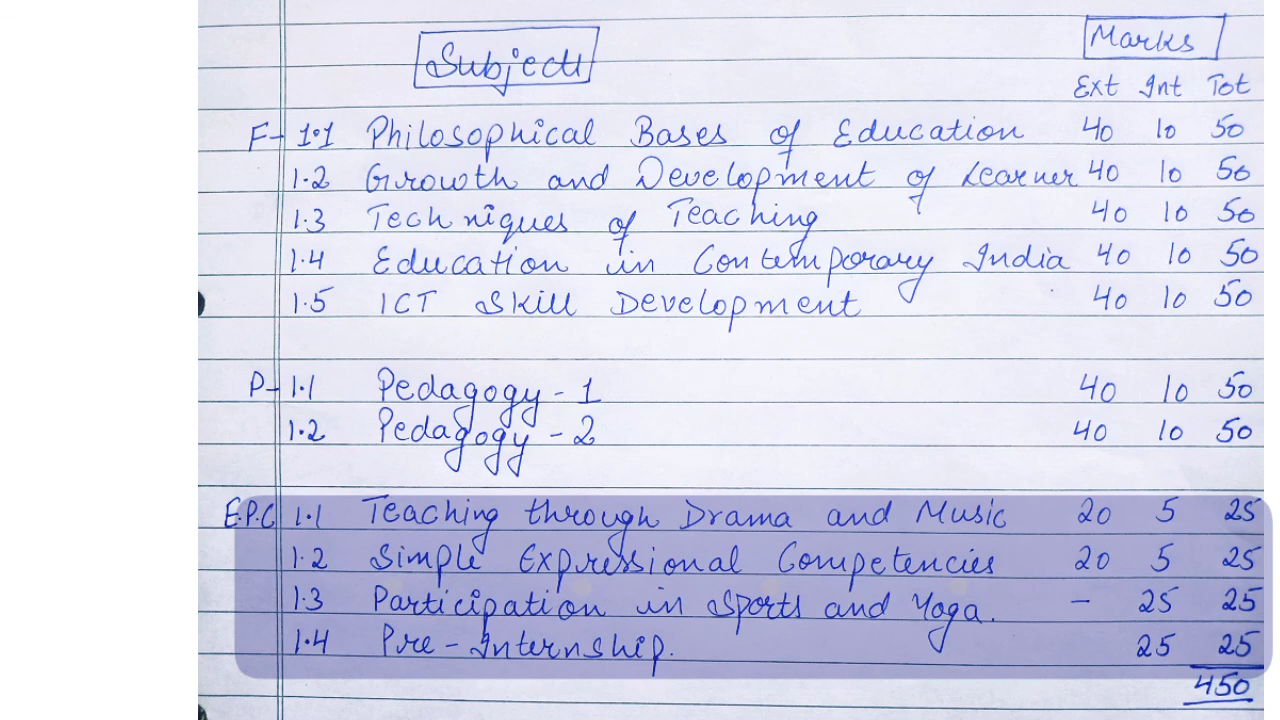 Subject Marks
Ext Int Tot
F- 1.1 Philosophical Bases of Education 40 10 50
1.2 Growth and Development of Learner 40 10 50
1.3 Techniques of Teaching 40 10 50
1.4 Education in Contemporary India 40 10 50
1.5 ICT Skill Development 40 10 50
P- 1.1 Pedagogy - 1 40 10 50
1.2 Pedagogy - 2 40 10 50
E.P.C 1.1 Teaching through Drama and Music 20 5 25
1.2 Simple Expressional Competencies 20 5 25
1.3 Participation in Sports and Yoga. - 25 25
1.4 Pre-Internship. 25 25
450